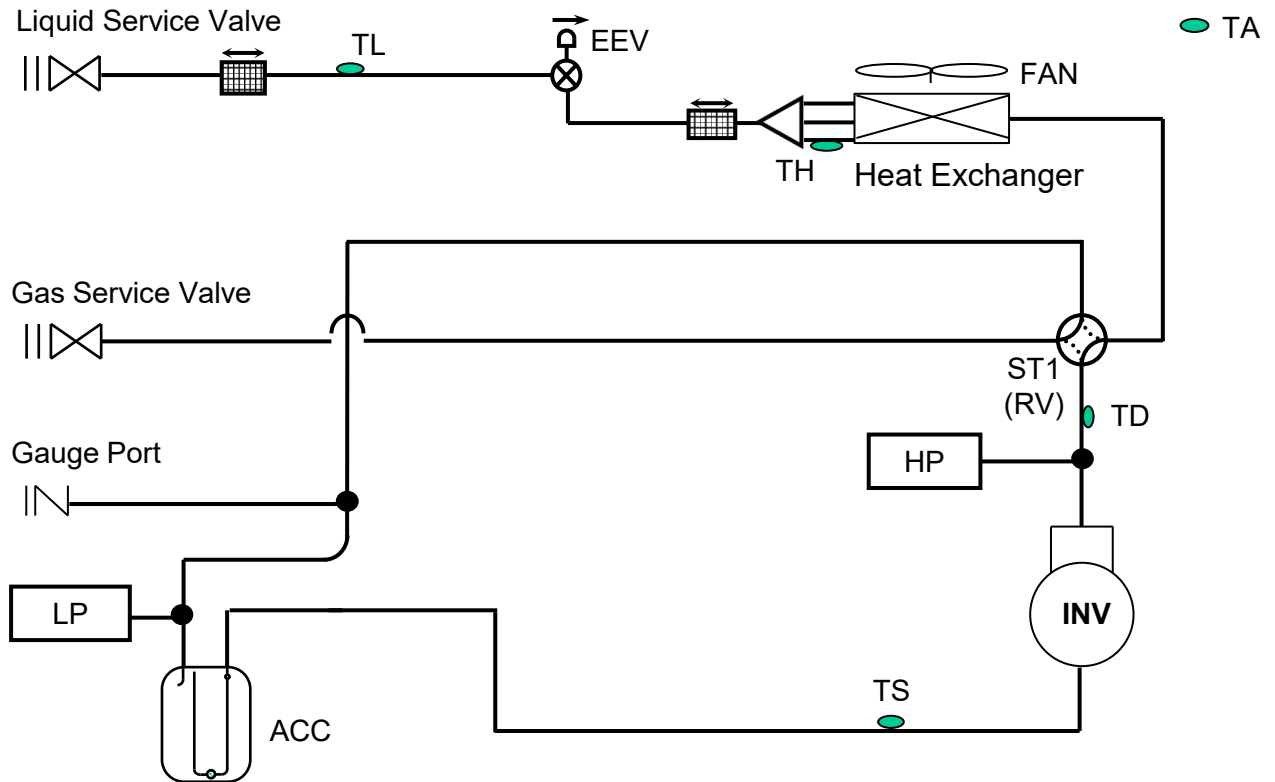 Liquid Service Valve
TL
EEV
TA
FAN
TH
Heat Exchanger
Gas Service Valve
ST1
(RV)
TD
Gauge Port
HP
LP
INV
TS
ACC